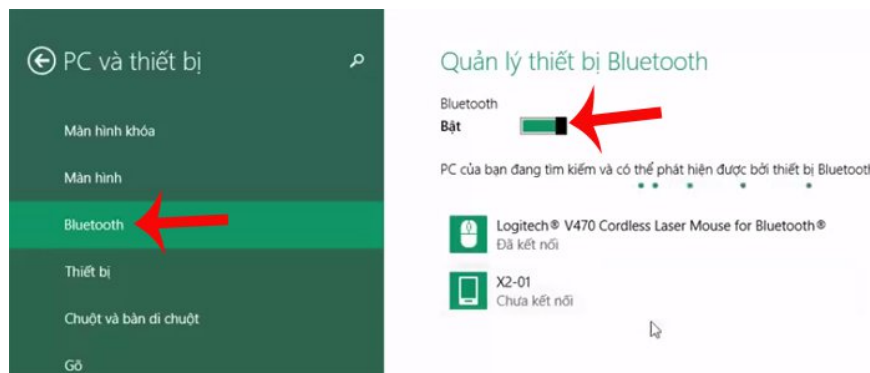 PC và thiết bị
Màn hình khóa
Màn hình
Bluetooth
Thiết bị
Chuột và bàn di chuột
Gõ
Quản lý thiết bị Bluetooth
Bluetooth
Bật
PC của bạn đang tìm kiếm và có thể phát hiện được bởi thiết bị Bluetooth
Logitech® V470 Cordless Laser Mouse for Bluetooth®
Đã kết nối
X2-01
Chưa kết nối